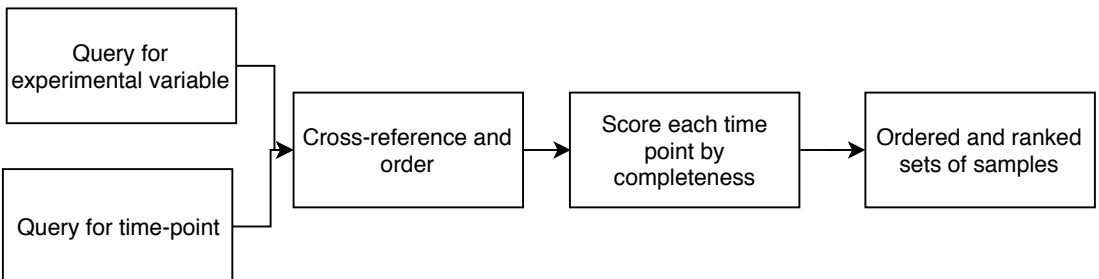 Query for
experimental variable
Query for time-point
Cross-reference and
order
Score each time
point by
completeness
Ordered and ranked
sets of samples